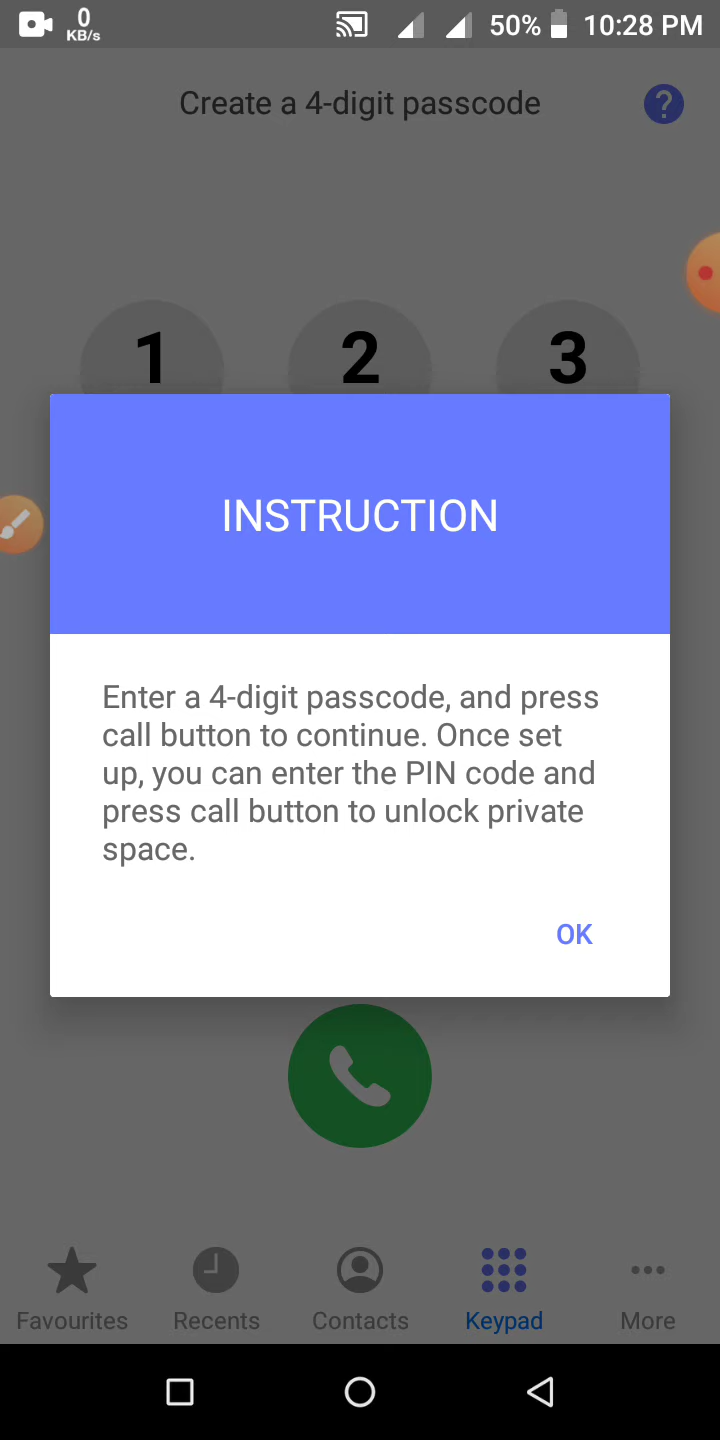 0
KB/s
50%
10:28 PM
Create a 4-digit passcode
?
1
2
3
INSTRUCTION
Enter a 4-digit passcode, and press
call button to continue. Once set
up, you can enter the PIN code and
press call button to unlock private
space.
OK
Favourites
Recents
Contacts
Keypad
More